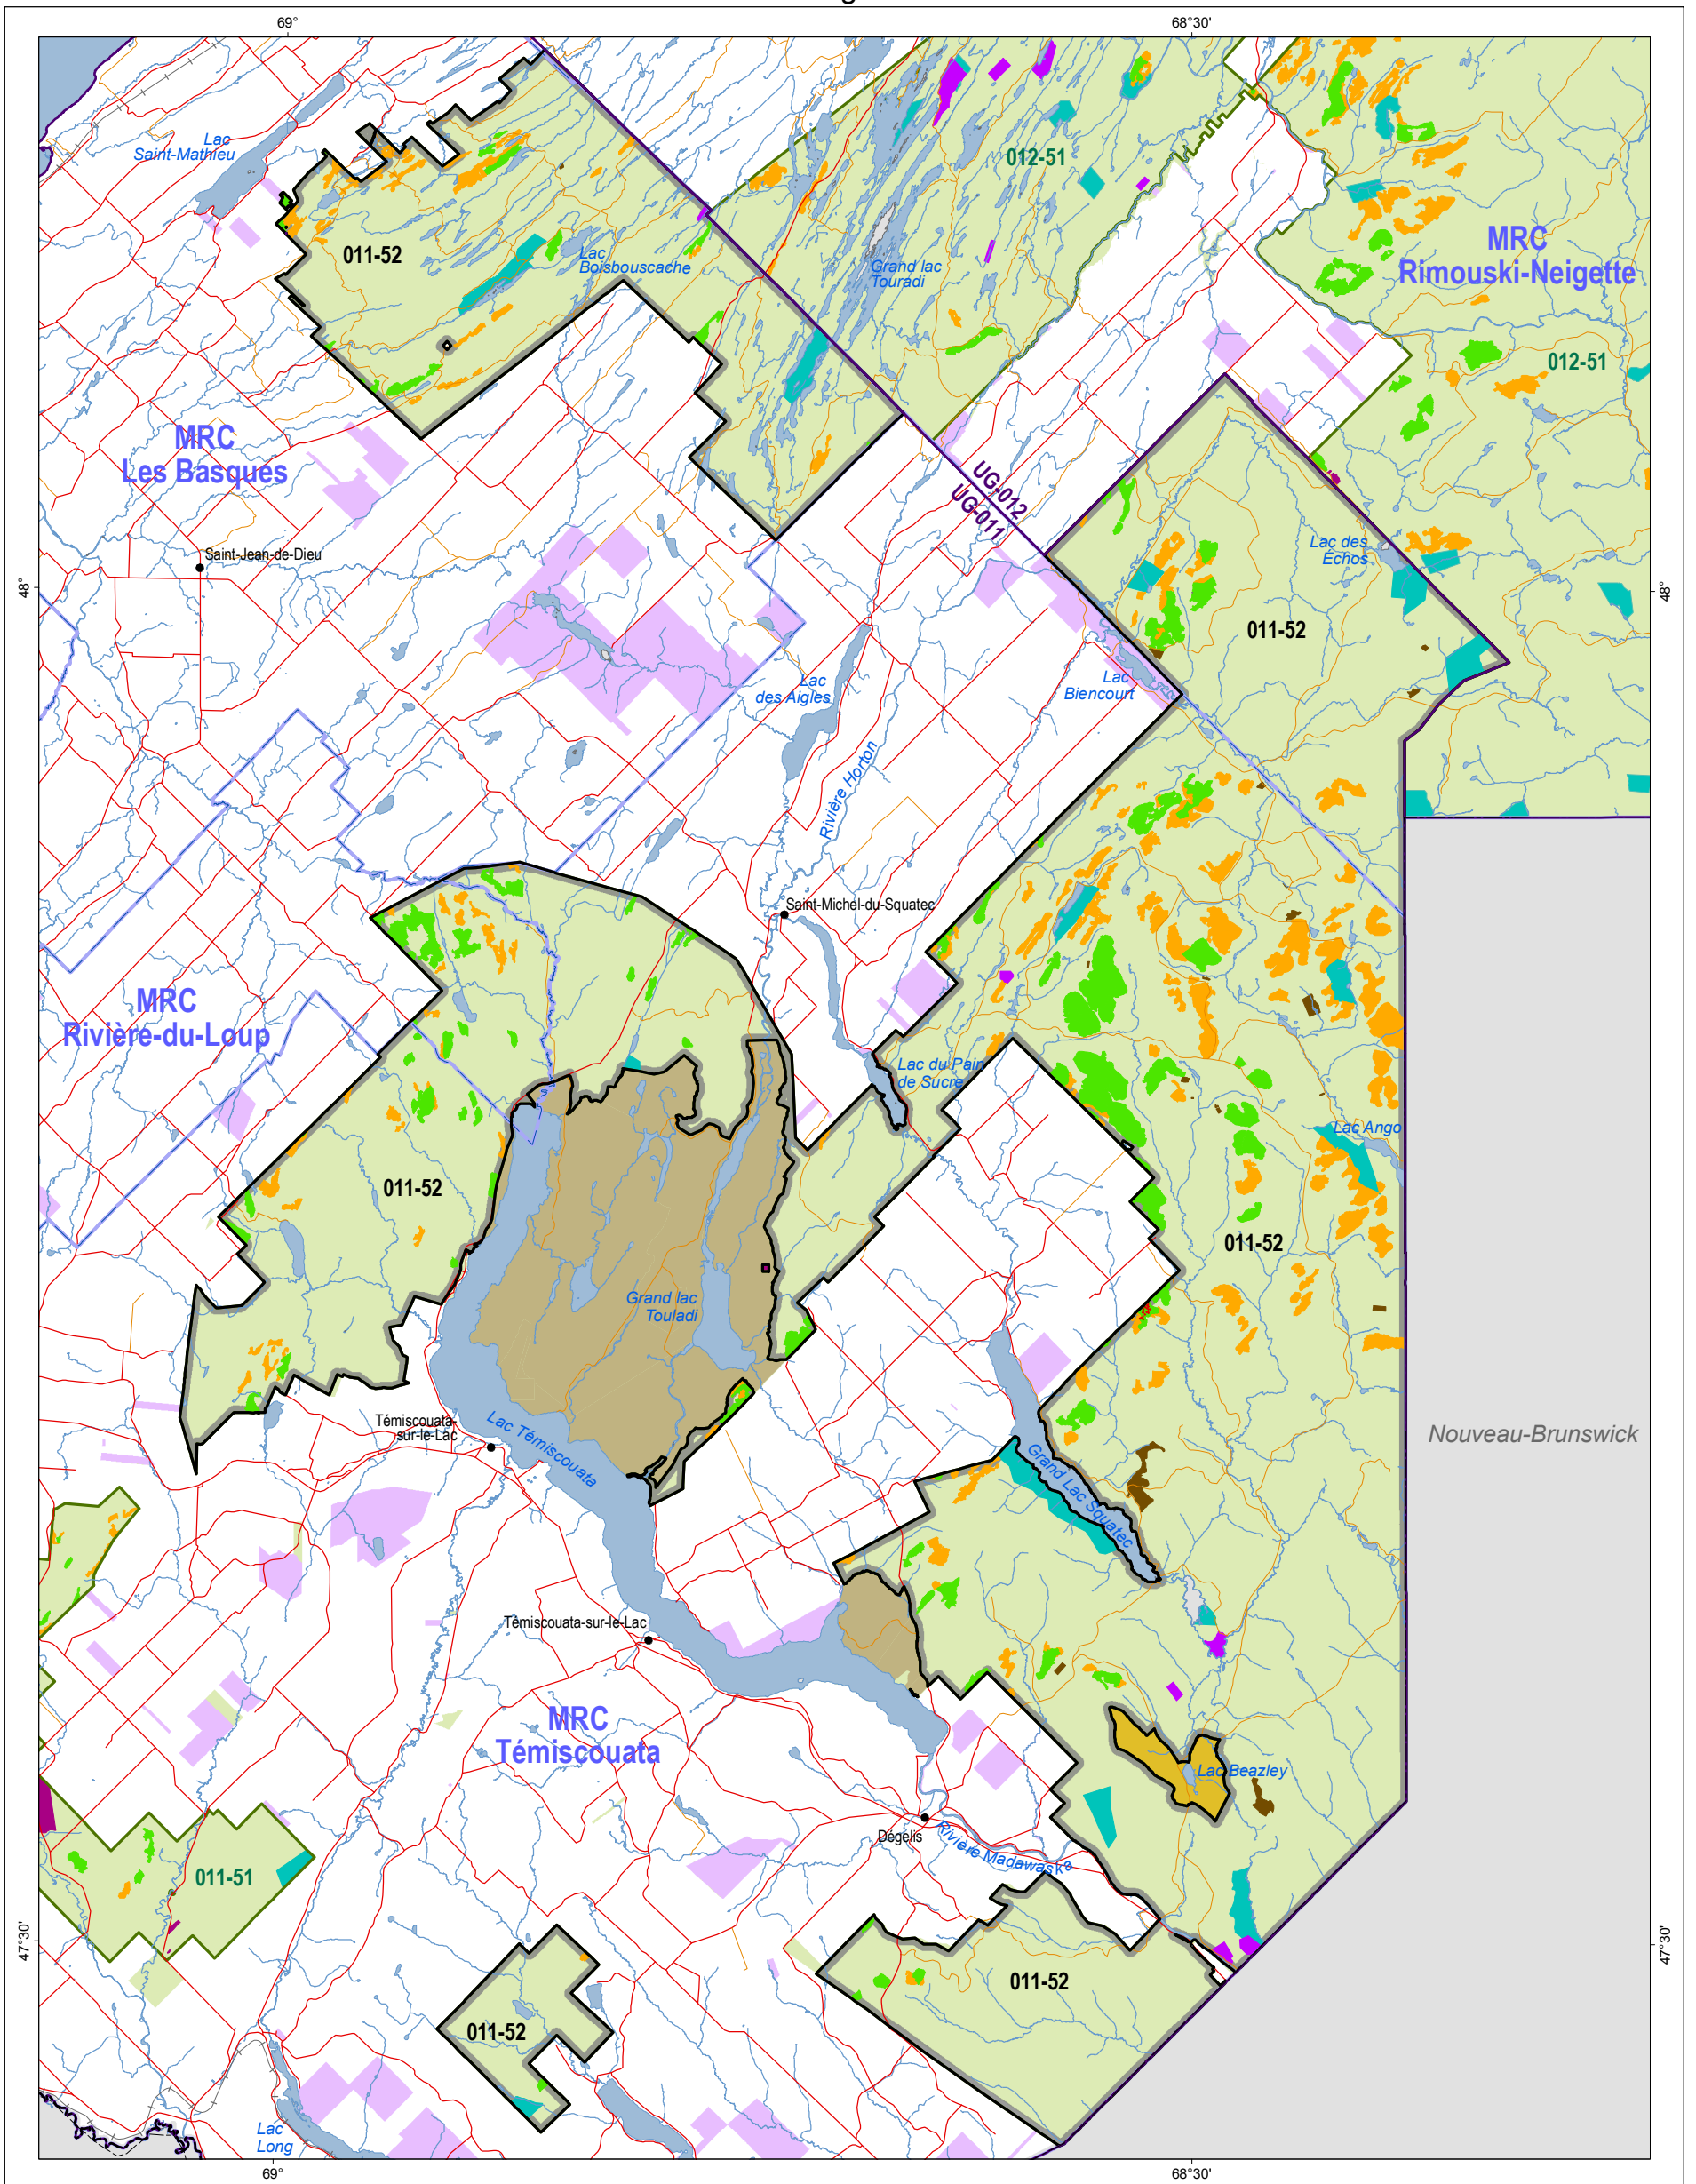 69°
68°30'
Lac
Saint-Mathieu
012-51
011-52
Lac
Boisbouscache
Grand lac
Touradi
MRC
Rimouski-Neigette
012-51
MRC
Les Basques
UG-012
UG-011
Saint-Jean-de-Dieu
Lac des
Échos
48°
48°
011-52
Lac
des Aigles
Lac
Biencourt
Rivière Horton
Saint-Michel-du-Squatec
MRC
Rivière-du-Loup
Lac du Pain
de Sucre
Lac Ango
011-52
011-52
Grand lac
Touladi
Témiscouata-
sur-le-Lac
Lac Témiscouata
Grand Lac Squatec
Nouveau-Brunswick
Témiscouata-sur-le-Lac
MRC
Témiscouata
Lac Beazley
Dégelis
Rivière Madawaska
011-51
47°30'
47°30'
011-52
011-52
Lac
Long
69°
68°30'